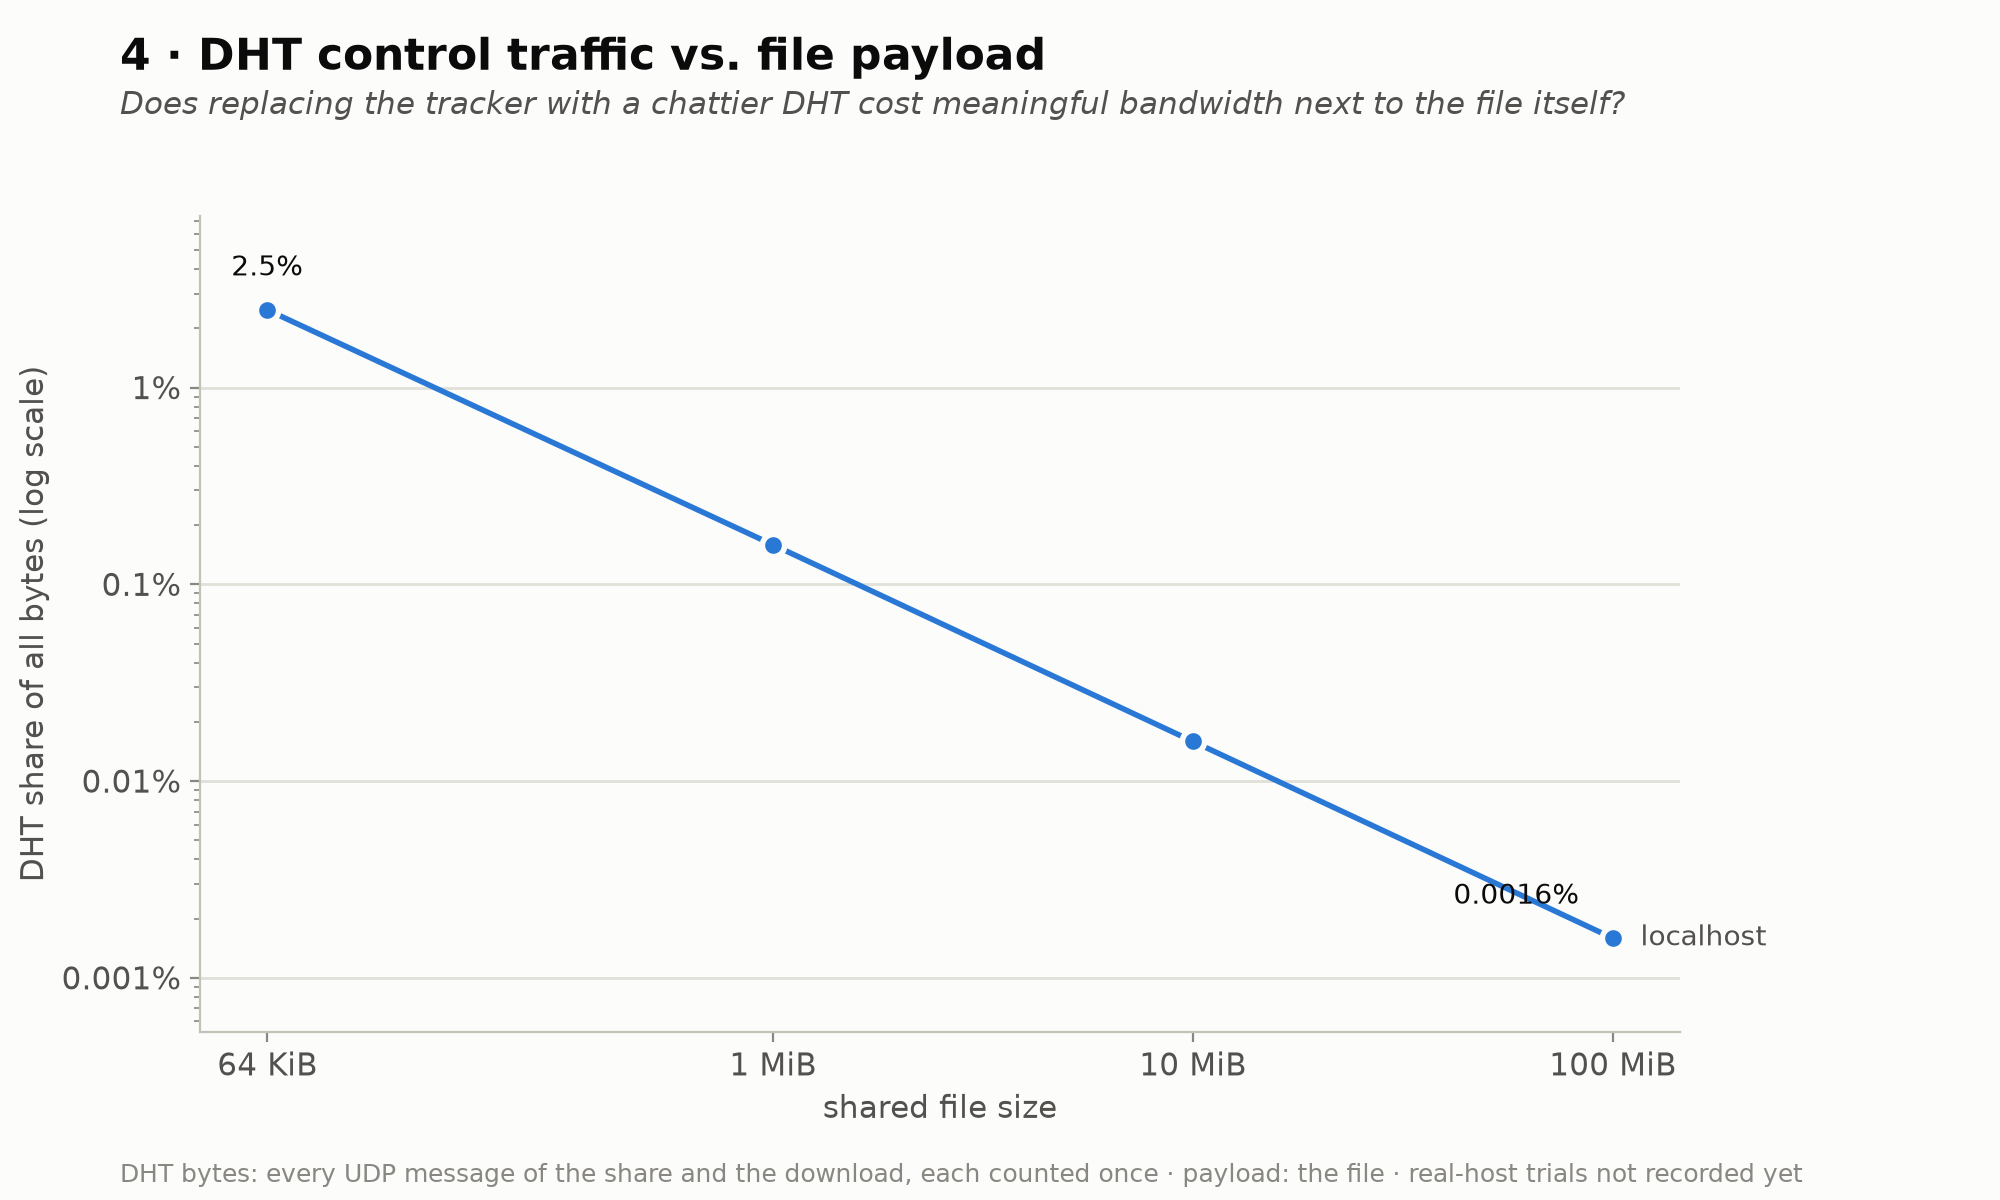 4 · DHT control traffic vs. file payload
Does replacing the tracker with a chattier DHT cost meaningful bandwidth next to the file itself?
DHT share of all bytes (log scale)
2.5%
1%
0.1%
0.01%
0.0016%
localhost
0.001%
64 KiB
1 MiB
10 MiB
100 MiB
shared file size
DHT bytes: every UDP message of the share and the download, each counted once · payload: the file · real-host trials not recorded yet